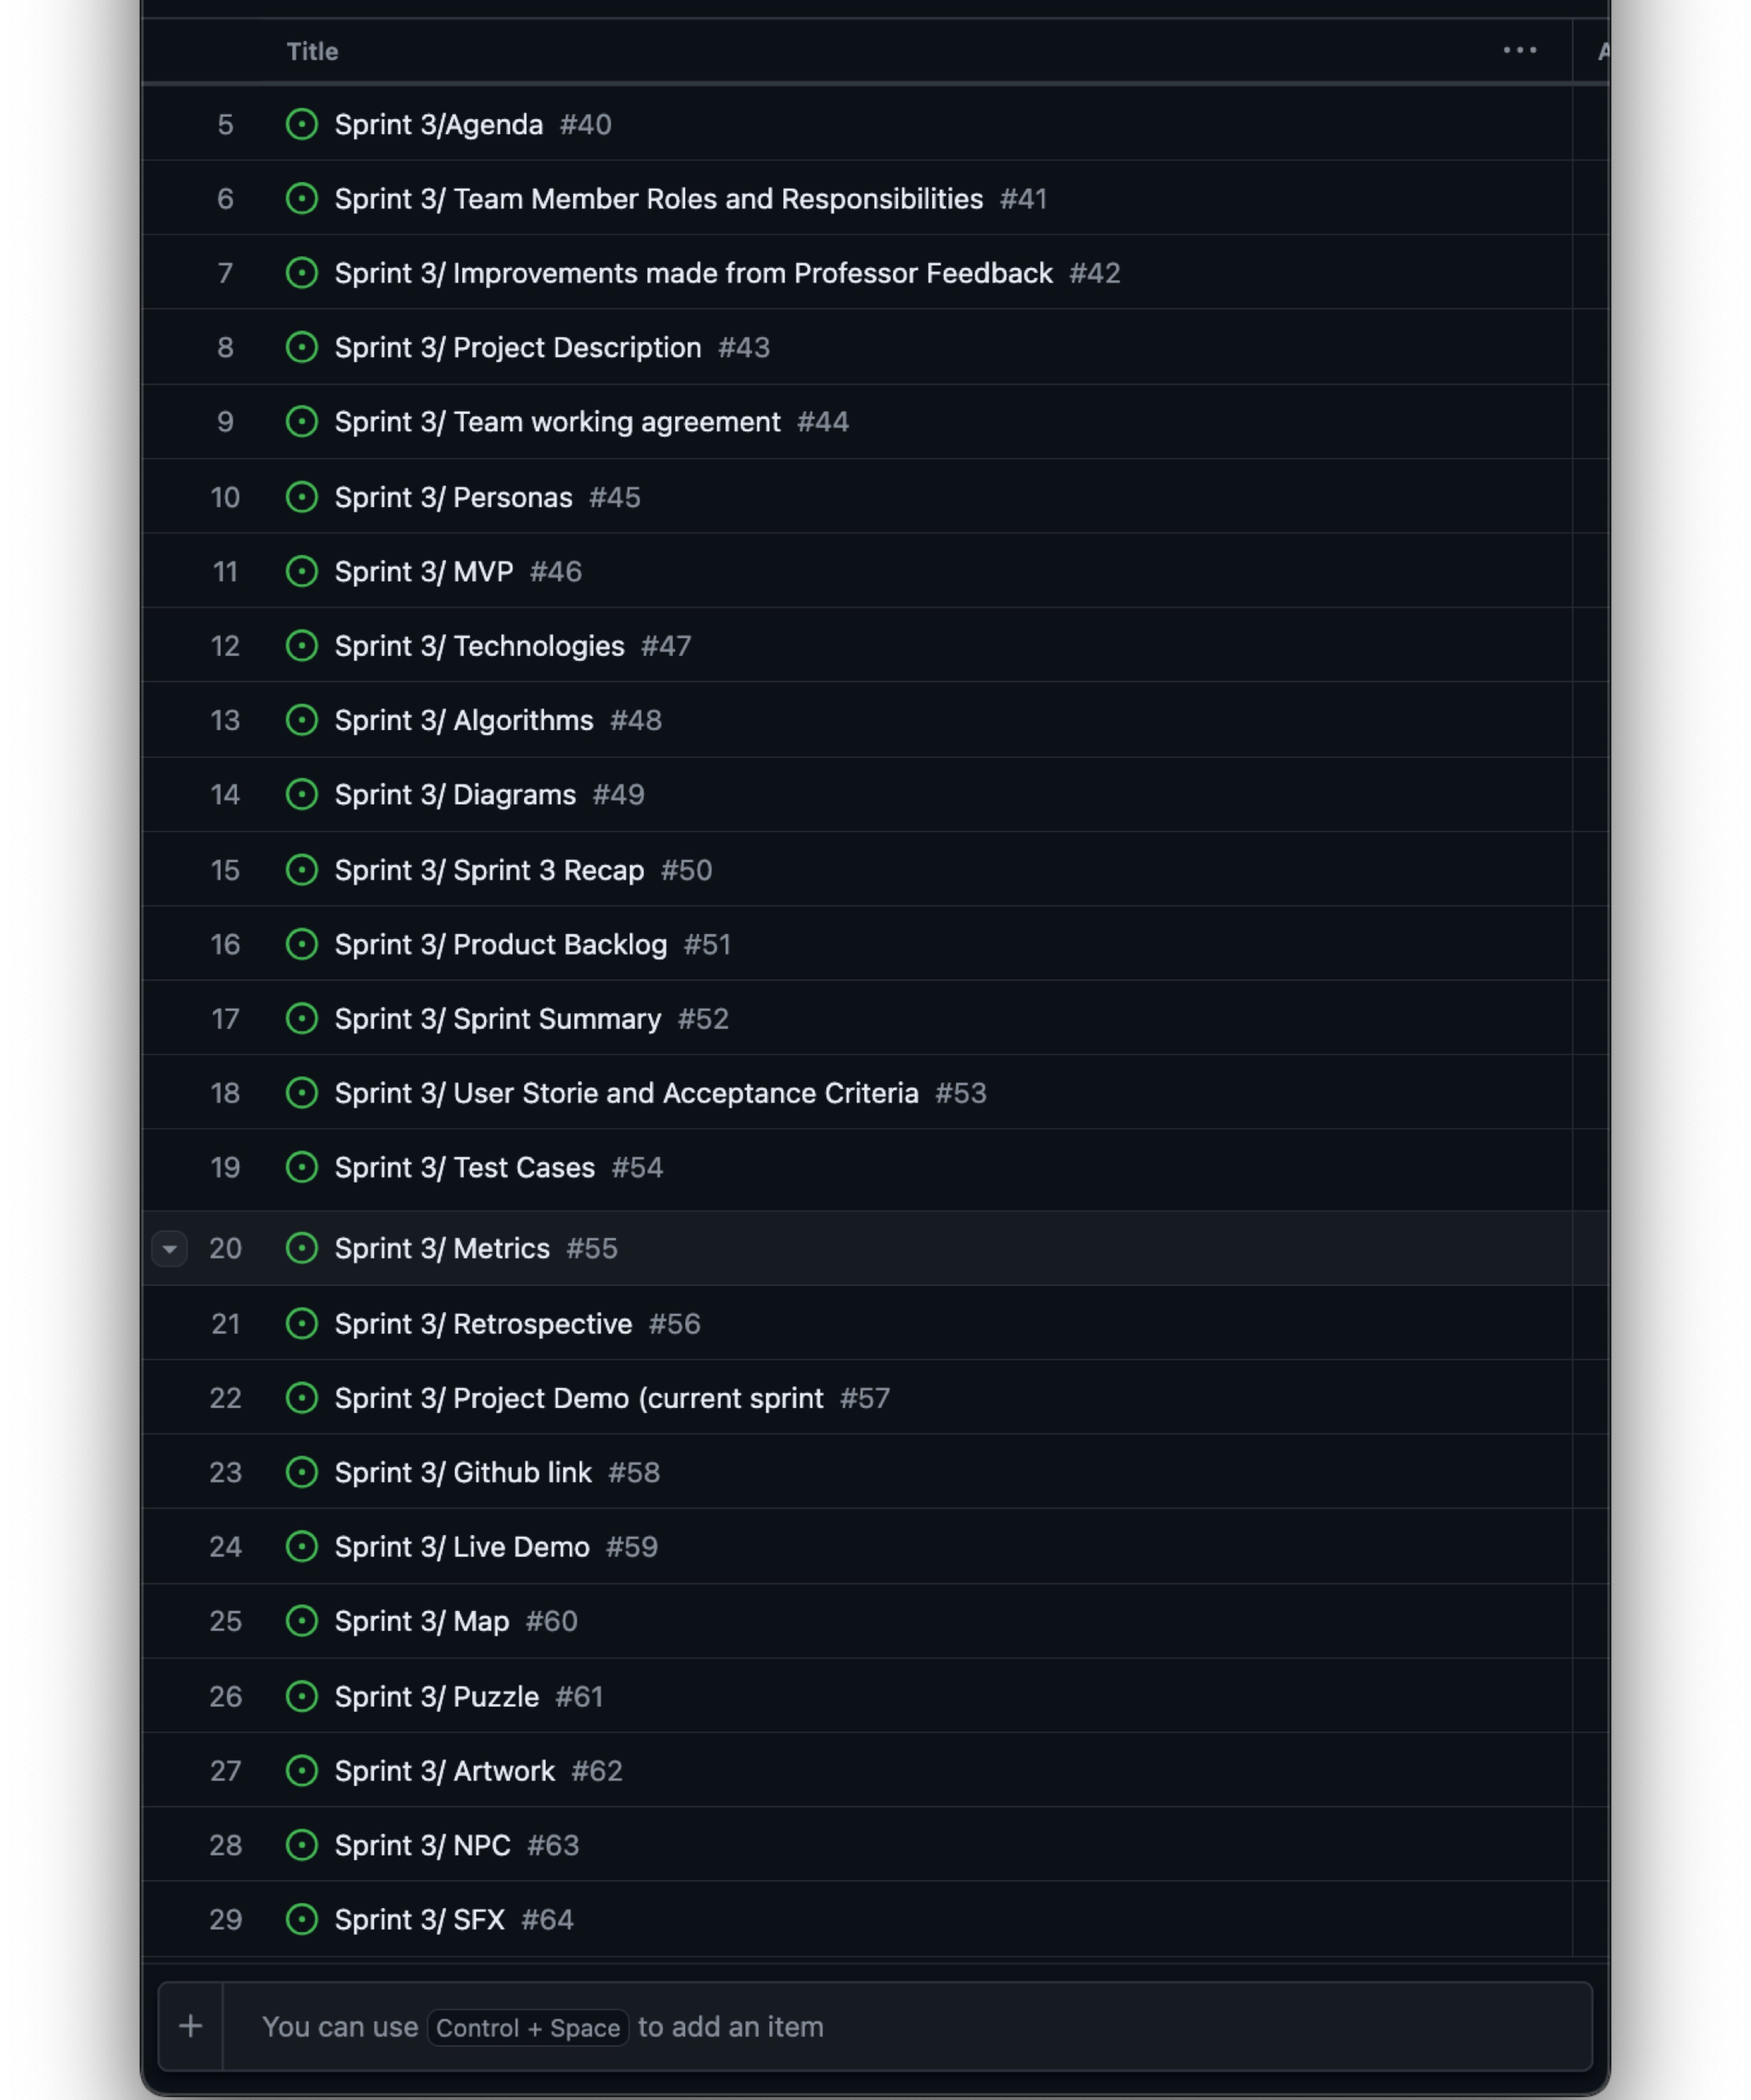 Title ... A
5 Sprint 3/Agenda #40
6 Sprint 3/ Team Member Roles and Responsibilities #41
7 Sprint 3/ Improvements made from Professor Feedback #42
8 Sprint 3/ Project Description #43
9 Sprint 3/ Team working agreement #44
10 Sprint 3/ Personas #45
11 Sprint 3/ MVP #46
12 Sprint 3/ Technologies #47
13 Sprint 3/ Algorithms #48
14 Sprint 3/ Diagrams #49
15 Sprint 3/ Sprint 3 Recap #50
16 Sprint 3/ Product Backlog #51
17 Sprint 3/ Sprint Summary #52
18 Sprint 3/ User Storie and Acceptance Criteria #53
19 Sprint 3/ Test Cases #54
20 Sprint 3/ Metrics #55
21 Sprint 3/ Retrospective #56
22 Sprint 3/ Project Demo (current sprint #57
23 Sprint 3/ Github link #58
24 Sprint 3/ Live Demo #59
25 Sprint 3/ Map #60
26 Sprint 3/ Puzzle #61
27 Sprint 3/ Artwork #62
28 Sprint 3/ NPC #63
29 Sprint 3/ SFX #64
+ You can use Control + Space to add an item